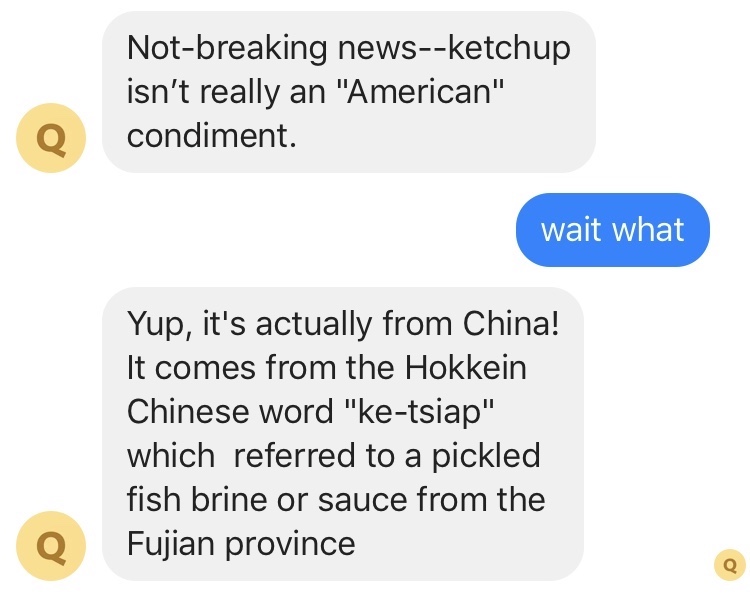 Not-breaking news--ketchup
isn’t really an "American"
condiment.
Q
wait what
Yup, it's actually from China!
It comes from the Hokkein
Chinese word "ke-tsiap"
which  referred to a pickled
fish brine or sauce from the
Fujian province
Q
Q